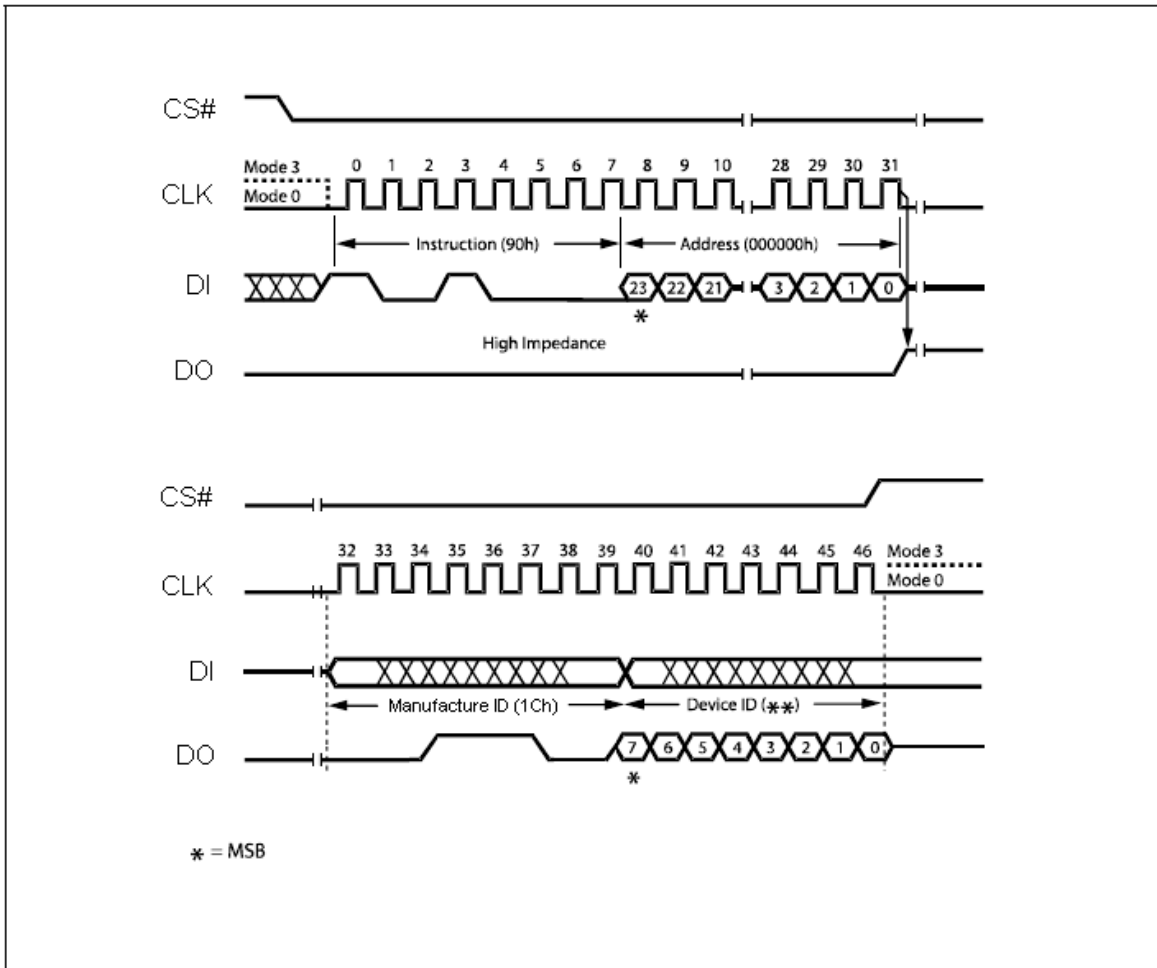 CS#
Mode 3
0 1 2 3 4 5 6 7 8 9 10 28 29 30 31
CLK
Mode 0
Instruction (90h) Address (000000h)
DI
23 22 21 3 2 1 0
*
High Impedance
DO
CS#
32 33 34 35 36 37 38 39 40 41 42 43 44 45 46 Mode 3
CLK
Mode 0
DI
Manufacture ID (1Ch) Device ID (**)
DO
7 6 5 4 3 2 1 0
*
* = MSB